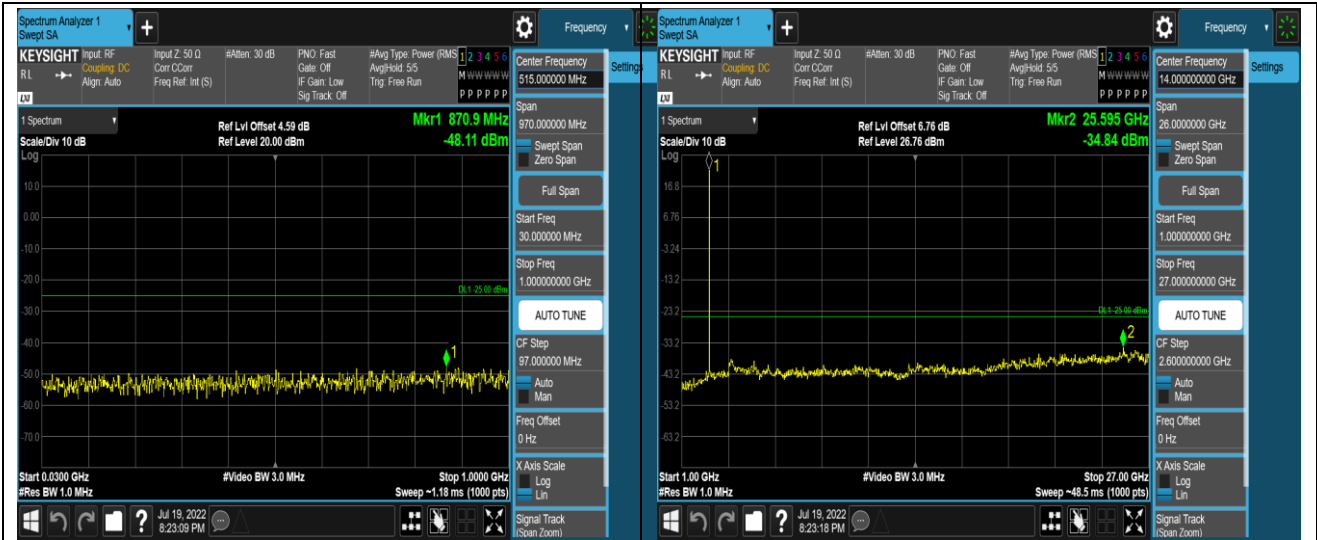 Spectrum Analyzer 1
Swept SA
+
Frequency
KEYSIGHT
RL
LXI
Input: RF
Coupling: DC
Align: Auto
Input Z: 50 Ω
Corr CCorr
Freq Ref: Int (S)
#Atten: 30 dB
PNO: Fast
Gate: Off
IF Gain: Low
Sig Track: Off
#Avg Type: Power (RMS
Avg|Hold: 5/5
Trig: Free Run
1 2 3 4 5 6
M W W W W W
P P P P P P
1 Spectrum
Scale/Div 10 dB
Log
Ref Lvl Offset 4.59 dB
Ref Level 20.00 dBm
Mkr1 870.9 MHz
-48.11 dBm
10.0
0.00
-10.0
-20.0
DL1 -25.00 dBm
-30.0
-40.0
1
-50.0
-60.0
-70.0
Start 0.0300 GHz
#Res BW 1.0 MHz
#Video BW 3.0 MHz
Stop 1.0000 GHz
Sweep ~1.18 ms (1000 pts)
Jul 19, 2022
8:23:09 PM
Center Frequency
515.000000 MHz
Settings
Span
970.000000 MHz
Swept Span
Zero Span
Full Span
Start Freq
30.000000 MHz
Stop Freq
1.000000000 GHz
AUTO TUNE
CF Step
97.000000 MHz
Auto
Man
Freq Offset
0 Hz
X Axis Scale
Log
Lin
Signal Track
(Span Zoom)
Spectrum Analyzer 1
Swept SA
+
Frequency
KEYSIGHT
RL
LXI
Input: RF
Coupling: DC
Align: Auto
Input Z: 50 Ω
Corr CCorr
Freq Ref: Int (S)
#Atten: 30 dB
PNO: Fast
Gate: Off
IF Gain: Low
Sig Track: Off
#Avg Type: Power (RMS
Avg|Hold: 5/5
Trig: Free Run
1 2 3 4 5 6
M W W W W W
P P P P P P
1 Spectrum
Scale/Div 10 dB
Log
Ref Lvl Offset 6.76 dB
Ref Level 26.76 dBm
Mkr2 25.595 GHz
-34.84 dBm
1
16.8
6.76
-3.24
-13.2
-23.2
DL1 -25.00 dBm
2
-33.2
-43.2
-53.2
-63.2
Start 1.00 GHz
#Res BW 1.0 MHz
#Video BW 3.0 MHz
Stop 27.00 GHz
Sweep ~48.5 ms (1000 pts)
Jul 19, 2022
8:23:18 PM
Center Frequency
14.000000000 GHz
Settings
Span
26.0000000 GHz
Swept Span
Zero Span
Full Span
Start Freq
1.000000000 GHz
Stop Freq
27.000000000 GHz
AUTO TUNE
CF Step
2.600000000 GHz
Auto
Man
Freq Offset
0 Hz
X Axis Scale
Log
Lin
Signal Track
(Span Zoom)